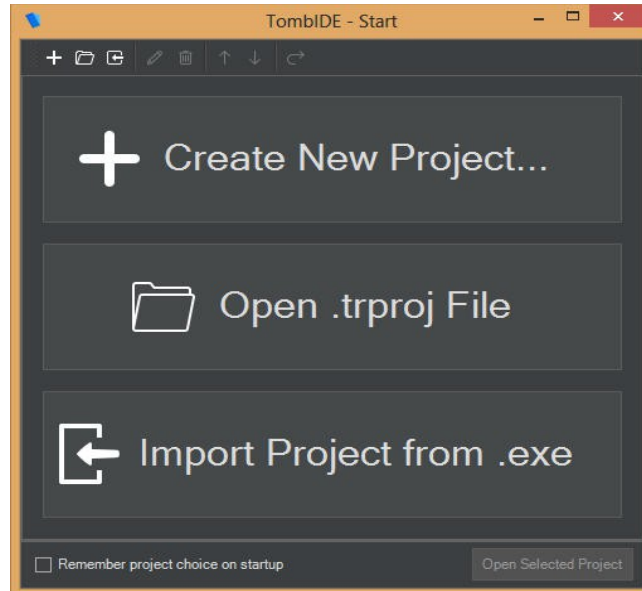 TombIDE - Start
Create New Project...
Open .trproj File
Import Project from .exe
Remember project choice on startup
Open Selected Project